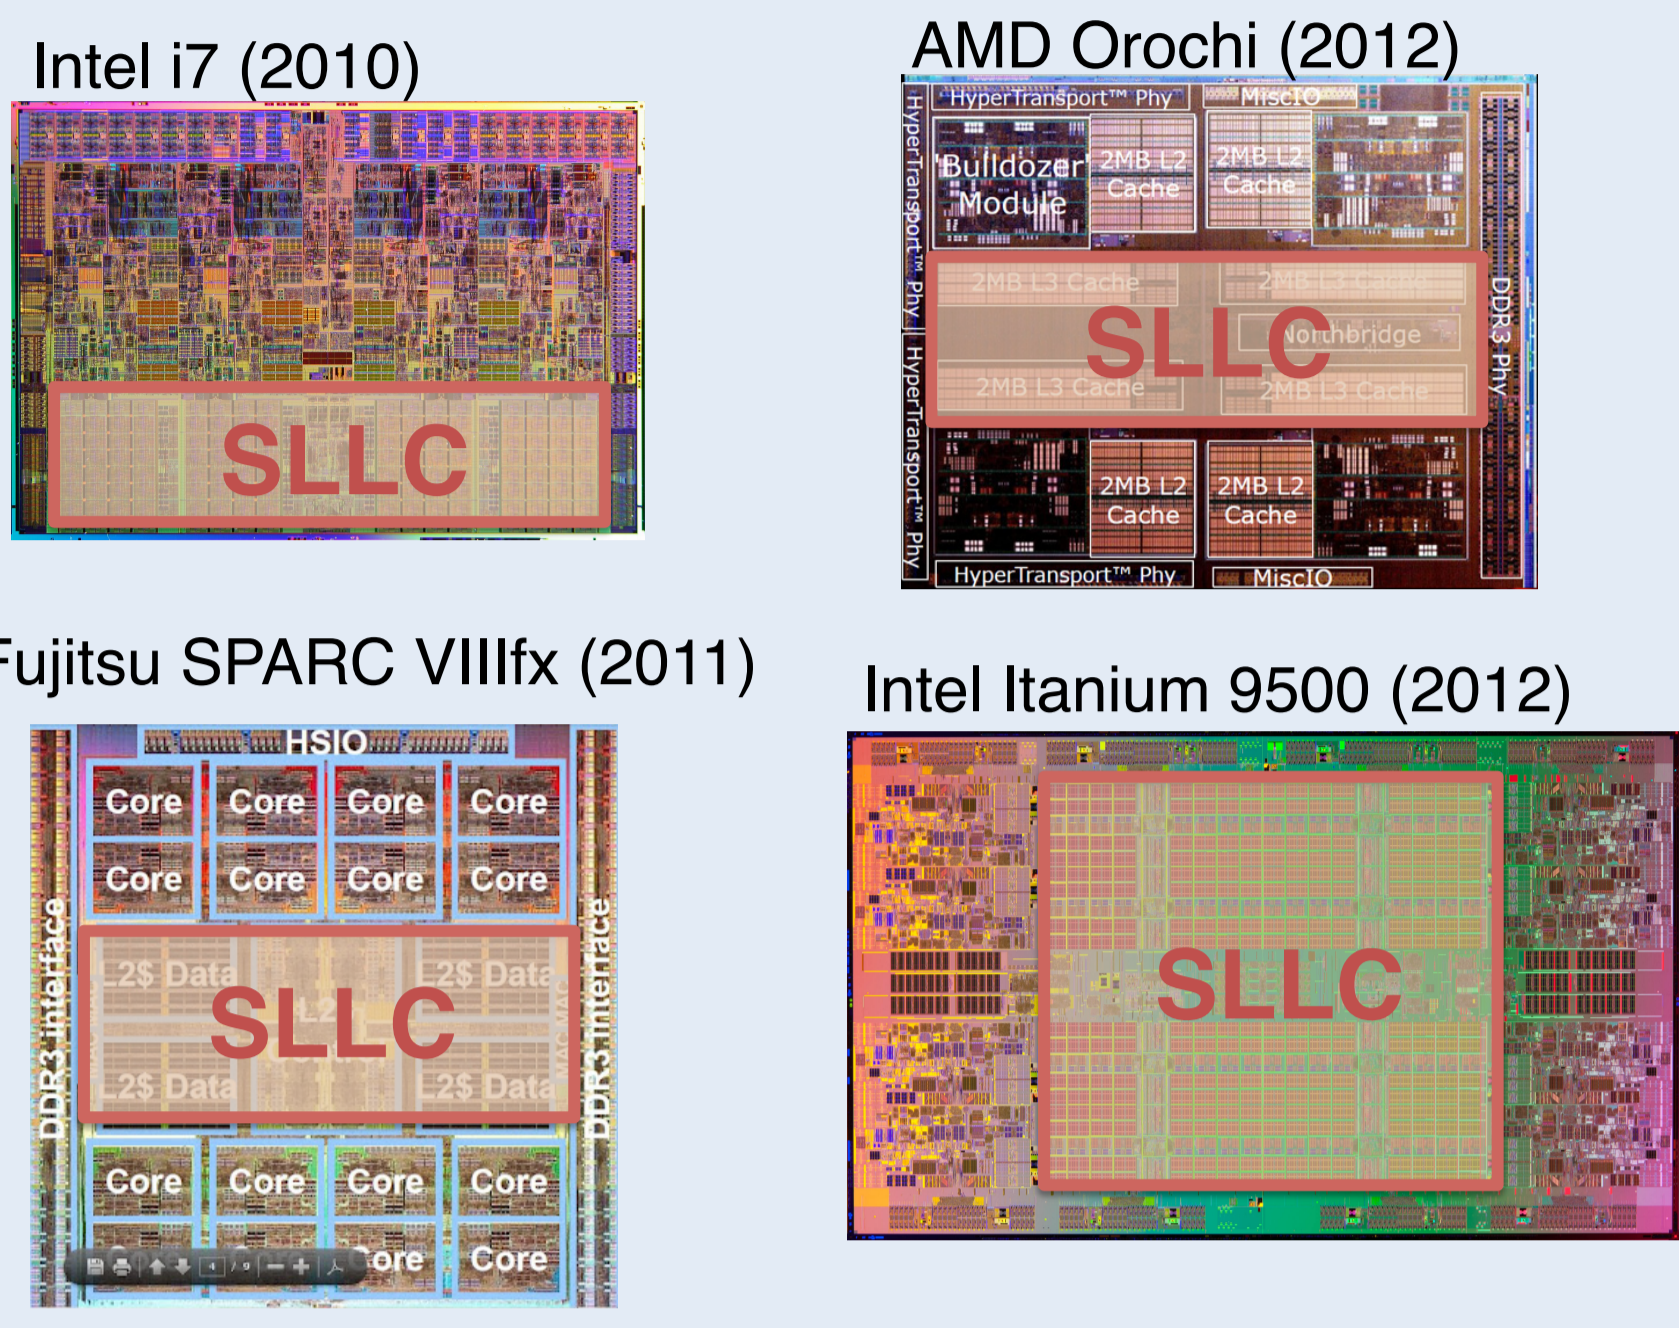 Intel i7 (2010)
SLLC
AMD Orochi (2012)
HyperTransport™ Phy
MiscIO
HyperTransport™ Phy
'Bulldozer'
Module
2MB L2
Cache
2MB L2
Cache
2MB L3 Cache
2MB L3 Cache
SLLC
Northbridge
DDR3 Phy
2MB L3 Cache
2MB L3 Cache
HyperTransport™ Phy
2MB L2
Cache
2MB L2
Cache
HyperTransport™ Phy
MiscIO
Fujitsu SPARC VIIIfx (2011)
HSIO
Core Core Core Core
Core Core Core Core
DDR3 interface
L2$ Data
L2$ Data
SLLC
MAC
MAC
L2$ Data
L2$ Data
DDR3 interface
Core Core Core Core
Core Core
4 / 9
Intel Itanium 9500 (2012)
SLLC